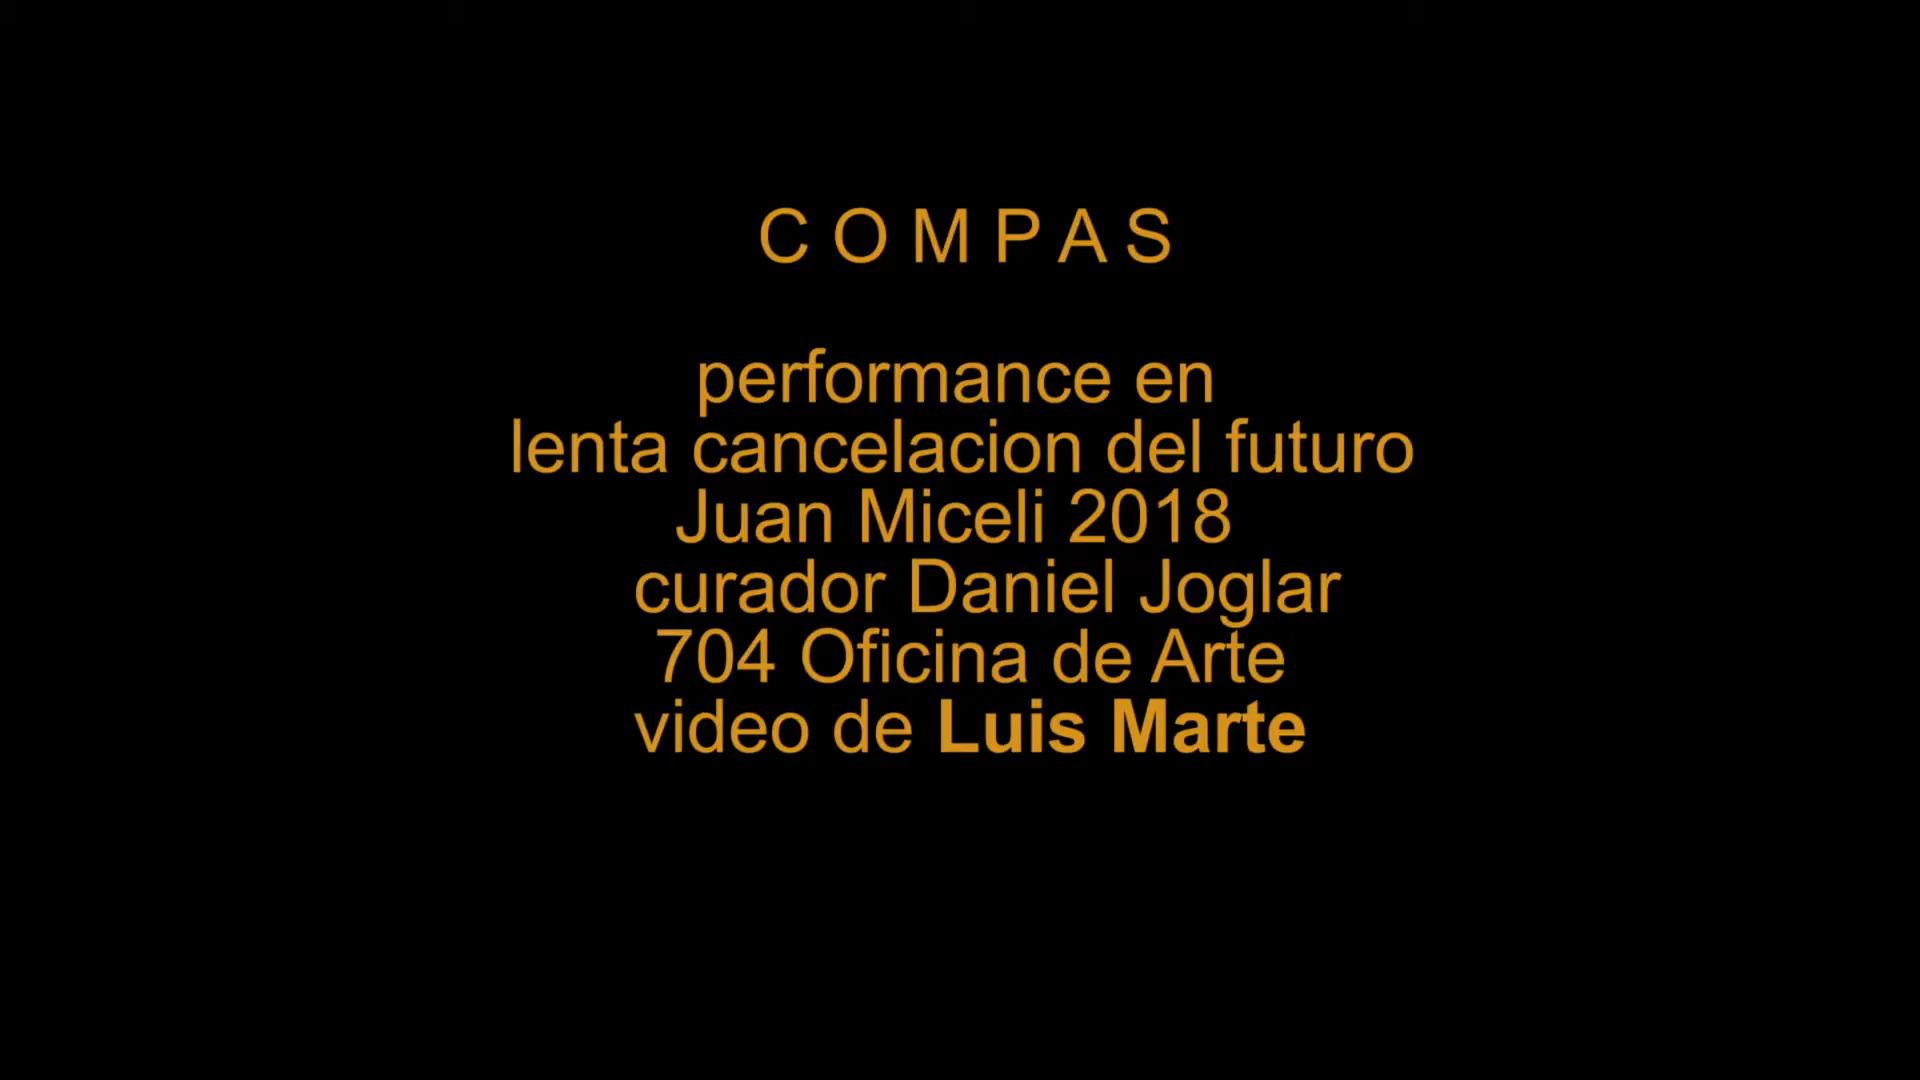 C O M P A S
performance en
lenta cancelacion del futuro
Juan Miceli 2018
curador Daniel Joglar
704 Oficina de Arte
video de Luis Marte